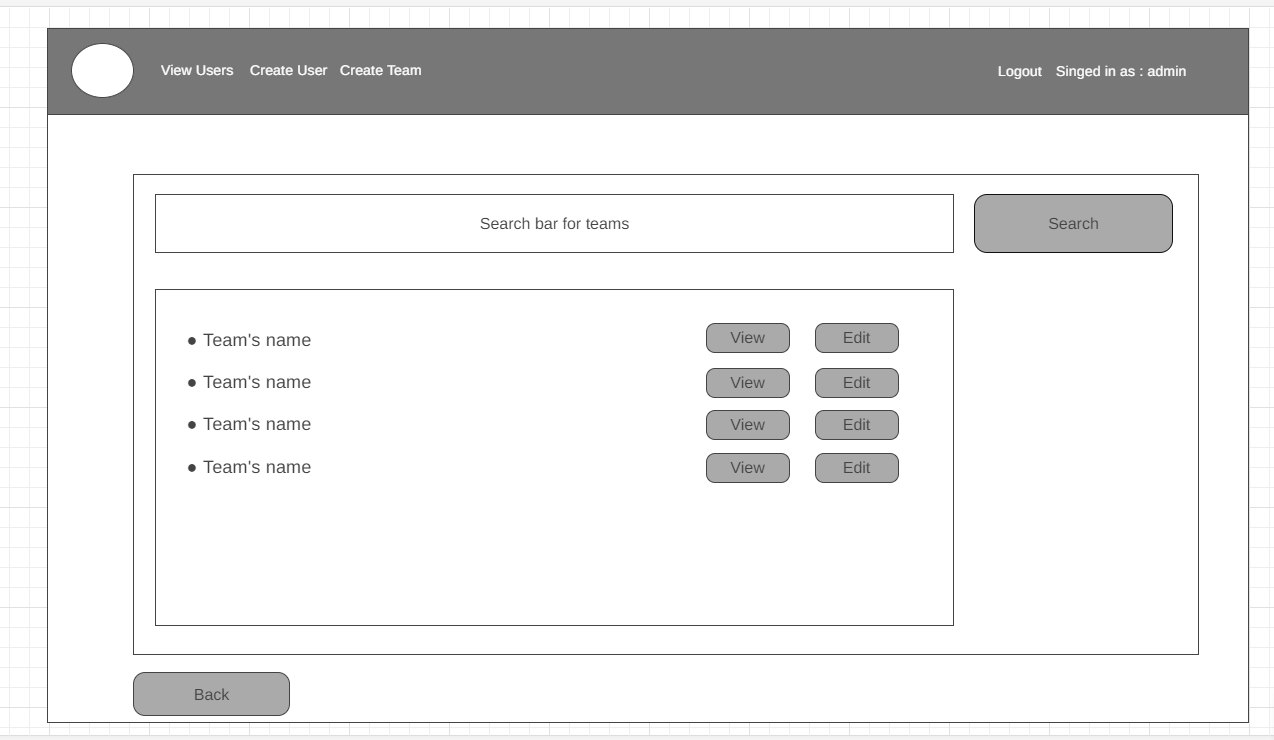 View Users Create User Create Team Logout Singed in as : admin
Search bar for teams Search
● Team's name View Edit
● Team's name View Edit
● Team's name View Edit
● Team's name View Edit
Back